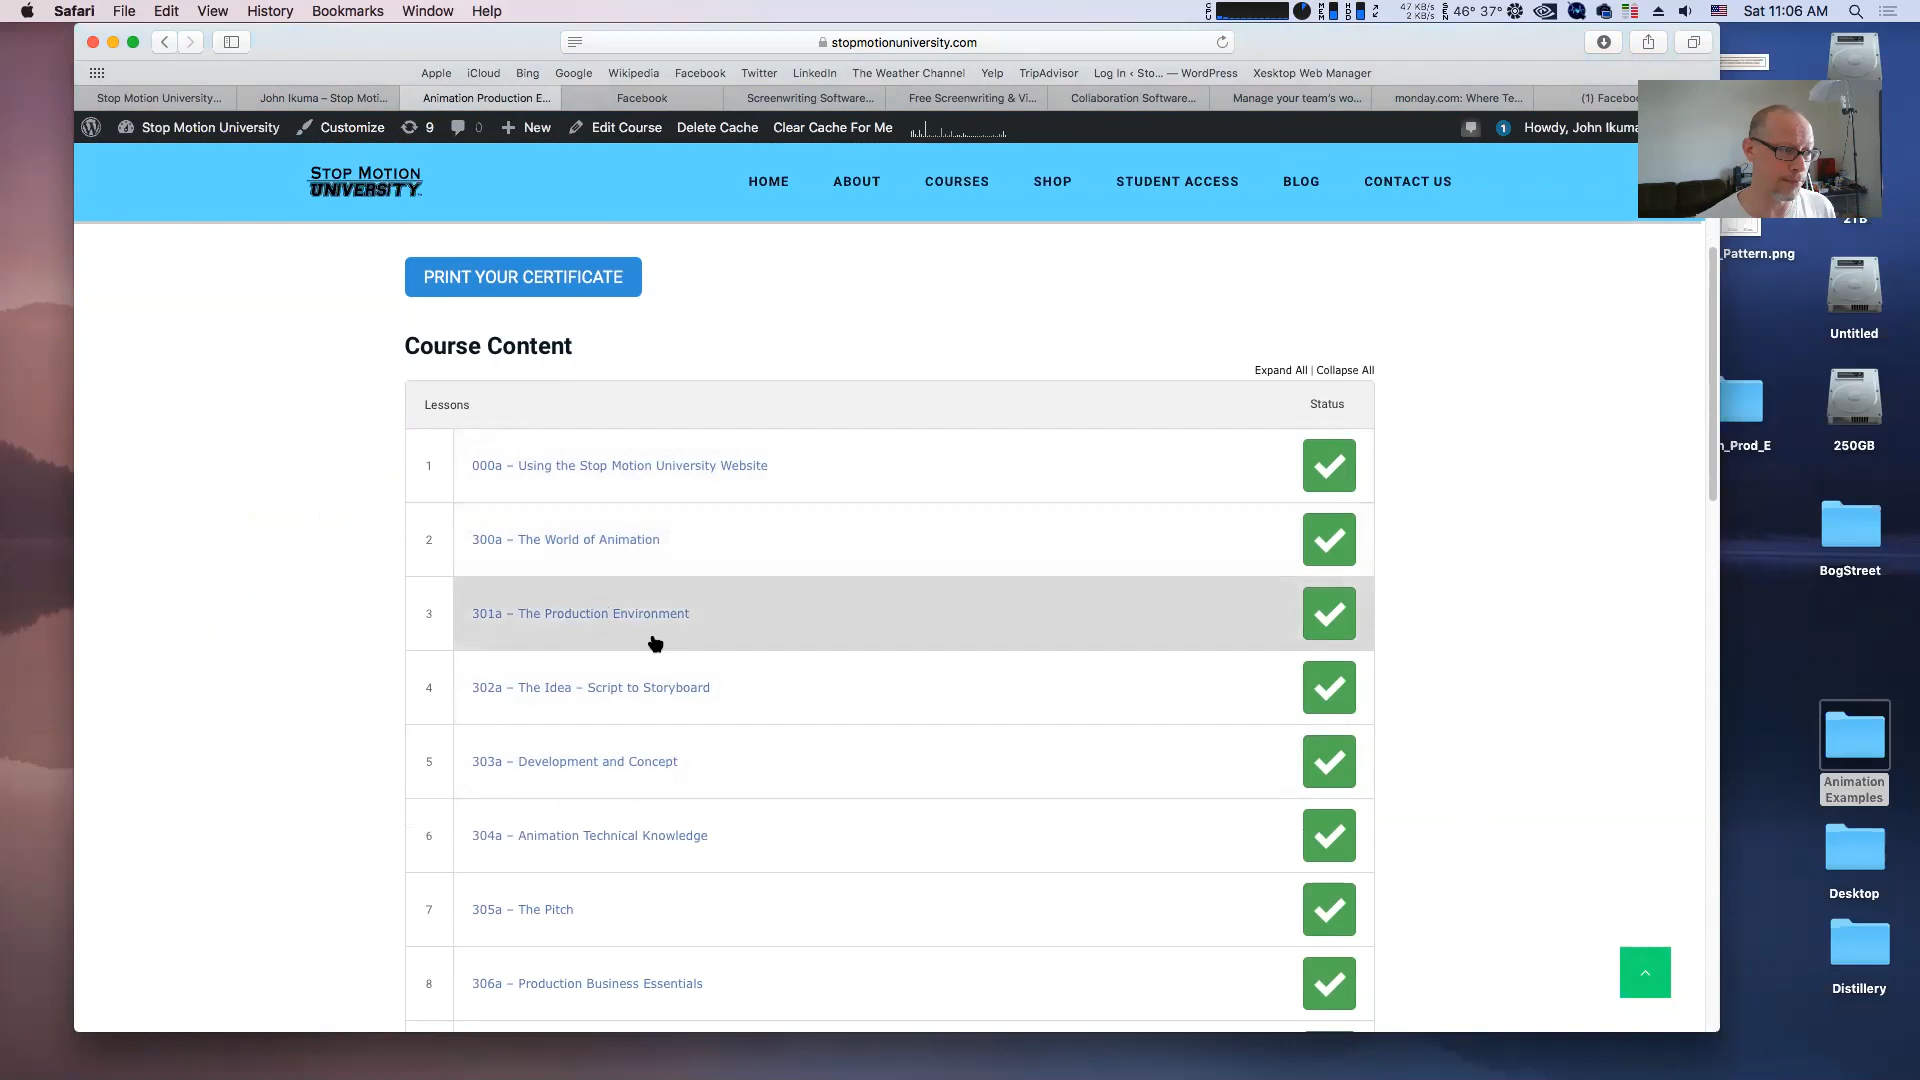 Safari File Edit View History Bookmarks Window Help
47 KB/s
2 KB/s
46° 37°
Sat 11:06 AM
stopmotionuniversity.com
Apple iCloud Bing Google Wikipedia Facebook Twitter LinkedIn The Weather Channel Yelp TripAdvisor Log In ‹ Sto... — WordPress Xesktop Web Manager
Stop Motion University... John Ikuma – Stop Moti... Animation Production E... Facebook Screenwriting Software... Free Screenwriting & Vi... Collaboration Software... Manage your team's wo... monday.com: Where Te... (1) Facebo
Stop Motion University Customize 9 0 New Edit Course Delete Cache Clear Cache For Me 1 Howdy, John Ikuma
STOP MOTION
UNIVERSITY
HOME ABOUT COURSES SHOP STUDENT ACCESS BLOG CONTACT US
PRINT YOUR CERTIFICATE
Course Content
Expand All | Collapse All
Lessons Status
1 000a – Using the Stop Motion University Website
2 300a – The World of Animation
3 301a – The Production Environment
4 302a – The Idea – Script to Storyboard
5 303a – Development and Concept
6 304a – Animation Technical Knowledge
7 305a – The Pitch
8 306a – Production Business Essentials
2TB
_Pattern.png
Untitled
n_Prod_E
250GB
BogStreet
Animation
Examples
Desktop
Distillery